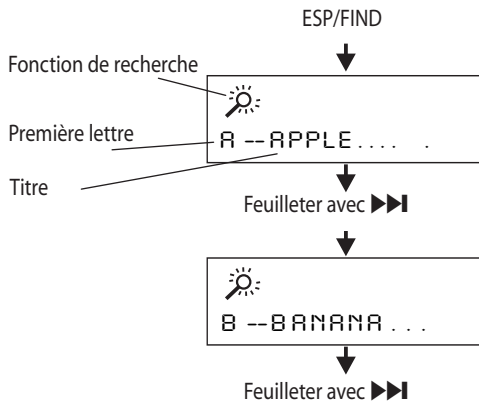 ESP/FIND
Fonction de recherche
Première lettre
A --APPLE.... .
Titre
Feuilleter avec ▶▶I
B --BANANA...
Feuilleter avec ▶▶I